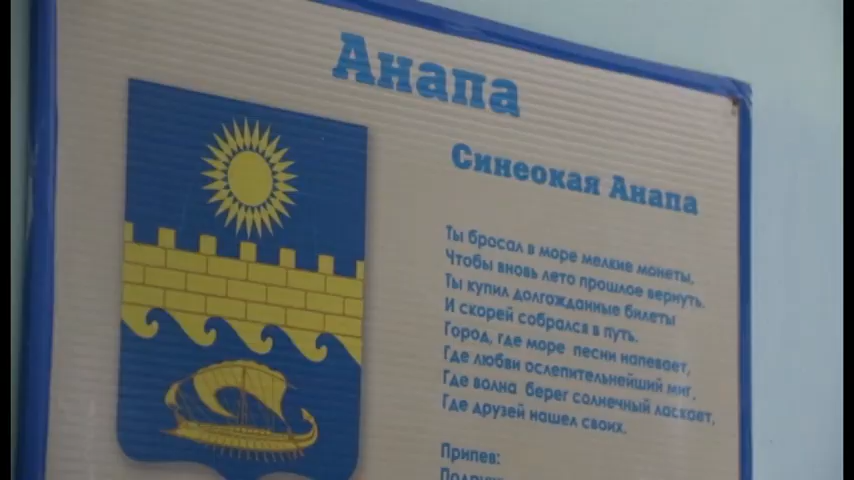 Анапа
Синеокая Анапа
Ты бросал в море мелкие монеты,
Чтобы вновь лето прошлое вернуть.
Ты купил долгожданные билеты
И скорей собрался в путь.
Город, где море песни напевает,
Где любви ослепительнейший миг,
Где волна берег солнечный ласкает,
Где друзей нашел своих.
Припев: